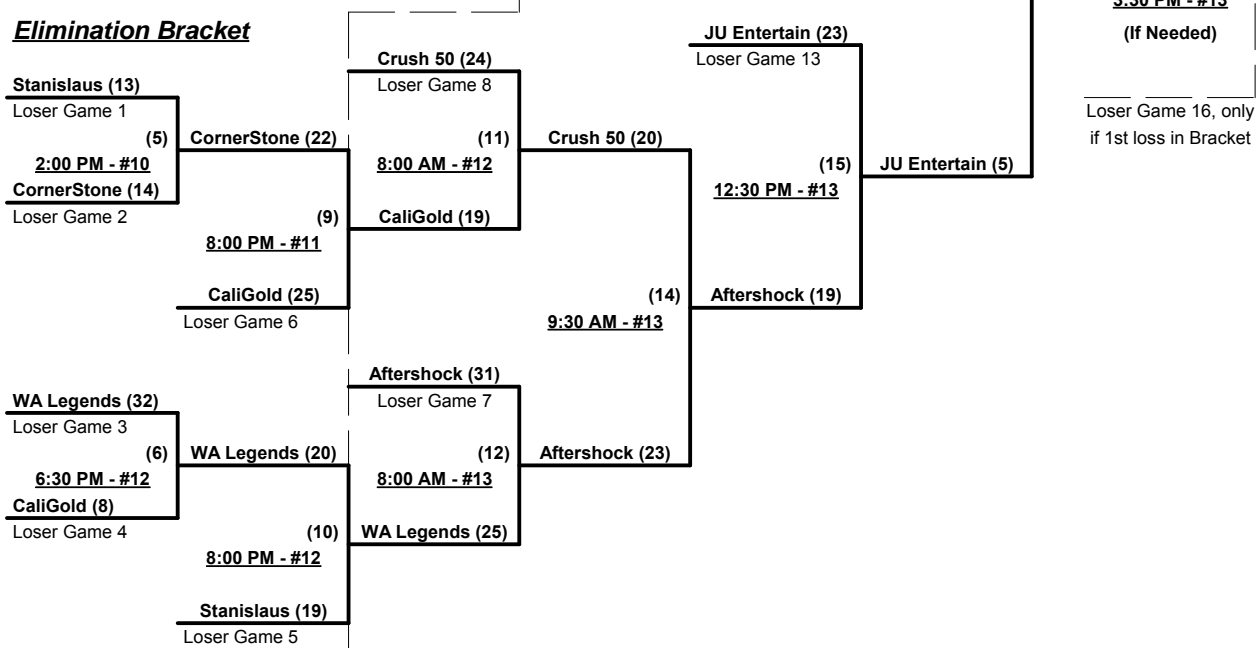 3:30 PM - #13
(If Needed)
Loser Game 16, only
if 1st loss in Bracket
Elimination Bracket
Stanislaus (13)
Loser Game 1
(5)
2:00 PM - #10
CornerStone (14)
Loser Game 2
CornerStone (22)
(9)
8:00 PM - #11
CaliGold (25)
Loser Game 6
WA Legends (32)
Loser Game 3
(6)
6:30 PM - #12
CaliGold (8)
Loser Game 4
WA Legends (20)
(10)
8:00 PM - #12
Stanislaus (19)
Loser Game 5
Crush 50 (24)
Loser Game 8
(11)
8:00 AM - #12
CaliGold (19)
Aftershock (31)
Loser Game 7
(12)
8:00 AM - #13
WA Legends (25)
Crush 50 (20)
(14)
9:30 AM - #13
Aftershock (23)
JU Entertain (23)
Loser Game 13
(15)
12:30 PM - #13
Aftershock (19)
JU Entertain (5)